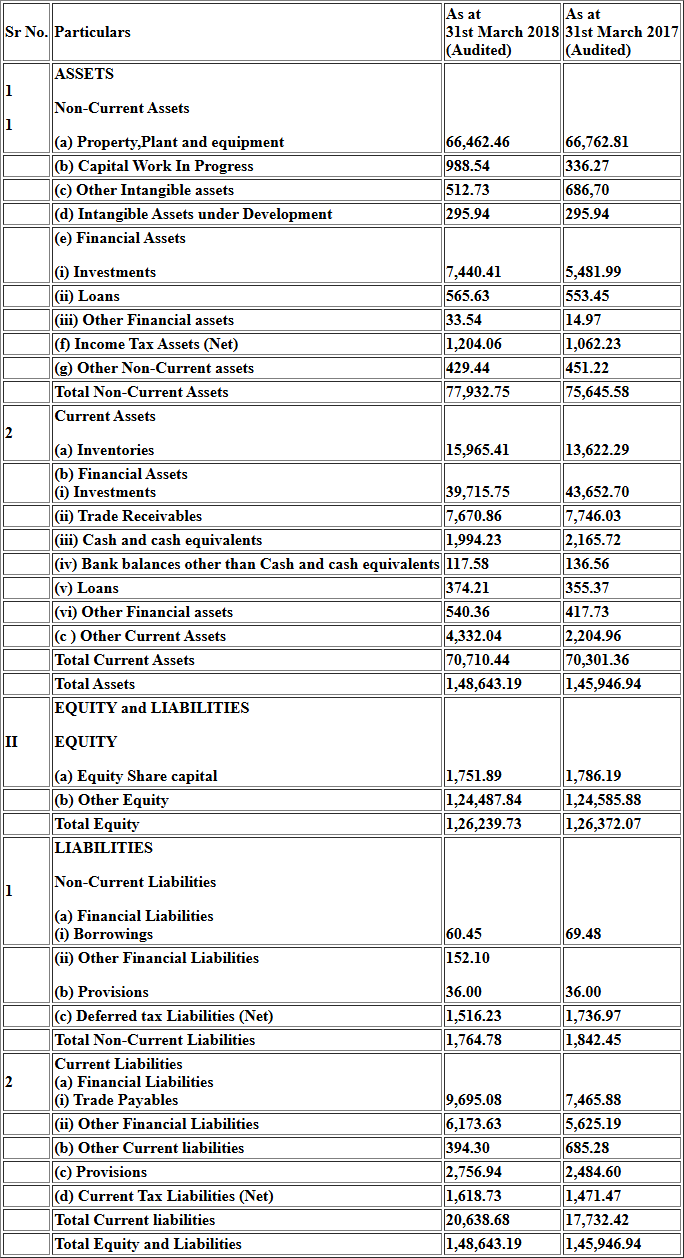 Sr No. Particulars As at 31st March 2018 (Audited) As at 31st March 2017 (Audited)
1
1
ASSETS
Non-Current Assets
(a) Property,Plant and equipment 66,462.46 66,762.81
(b) Capital Work In Progress 988.54 336.27
(c) Other Intangible assets 512.73 686,70
(d) Intangible Assets under Development 295.94 295.94
(e) Financial Assets
(i) Investments 7,440.41 5,481.99
(ii) Loans 565.63 553.45
(iii) Other Financial assets 33.54 14.97
(f) Income Tax Assets (Net) 1,204.06 1,062.23
(g) Other Non-Current assets 429.44 451.22
Total Non-Current Assets 77,932.75 75,645.58
2
Current Assets
(a) Inventories 15,965.41 13,622.29
(b) Financial Assets
(i) Investments 39,715.75 43,652.70
(ii) Trade Receivables 7,670.86 7,746.03
(iii) Cash and cash equivalents 1,994.23 2,165.72
(iv) Bank balances other than Cash and cash equivalents 117.58 136.56
(v) Loans 374.21 355.37
(vi) Other Financial assets 540.36 417.73
(c ) Other Current Assets 4,332.04 2,204.96
Total Current Assets 70,710.44 70,301.36
Total Assets 1,48,643.19 1,45,946.94
II
EQUITY and LIABILITIES
EQUITY
(a) Equity Share capital 1,751.89 1,786.19
(b) Other Equity 1,24,487.84 1,24,585.88
Total Equity 1,26,239.73 1,26,372.07
1
LIABILITIES
Non-Current Liabilities
(a) Financial Liabilities
(i) Borrowings 60.45 69.48
(ii) Other Financial Liabilities 152.10
(b) Provisions 36.00 36.00
(c) Deferred tax Liabilities (Net) 1,516.23 1,736.97
Total Non-Current Liabilities 1,764.78 1,842.45
2
Current Liabilities
(a) Financial Liabilities
(i) Trade Payables 9,695.08 7,465.88
(ii) Other Financial Liabilities 6,173.63 5,625.19
(b) Other Current liabilities 394.30 685.28
(c) Provisions 2,756.94 2,484.60
(d) Current Tax Liabilities (Net) 1,618.73 1,471.47
Total Current liabilities 20,638.68 17,732.42
Total Equity and Liabilities 1,48,643.19 1,45,946.94